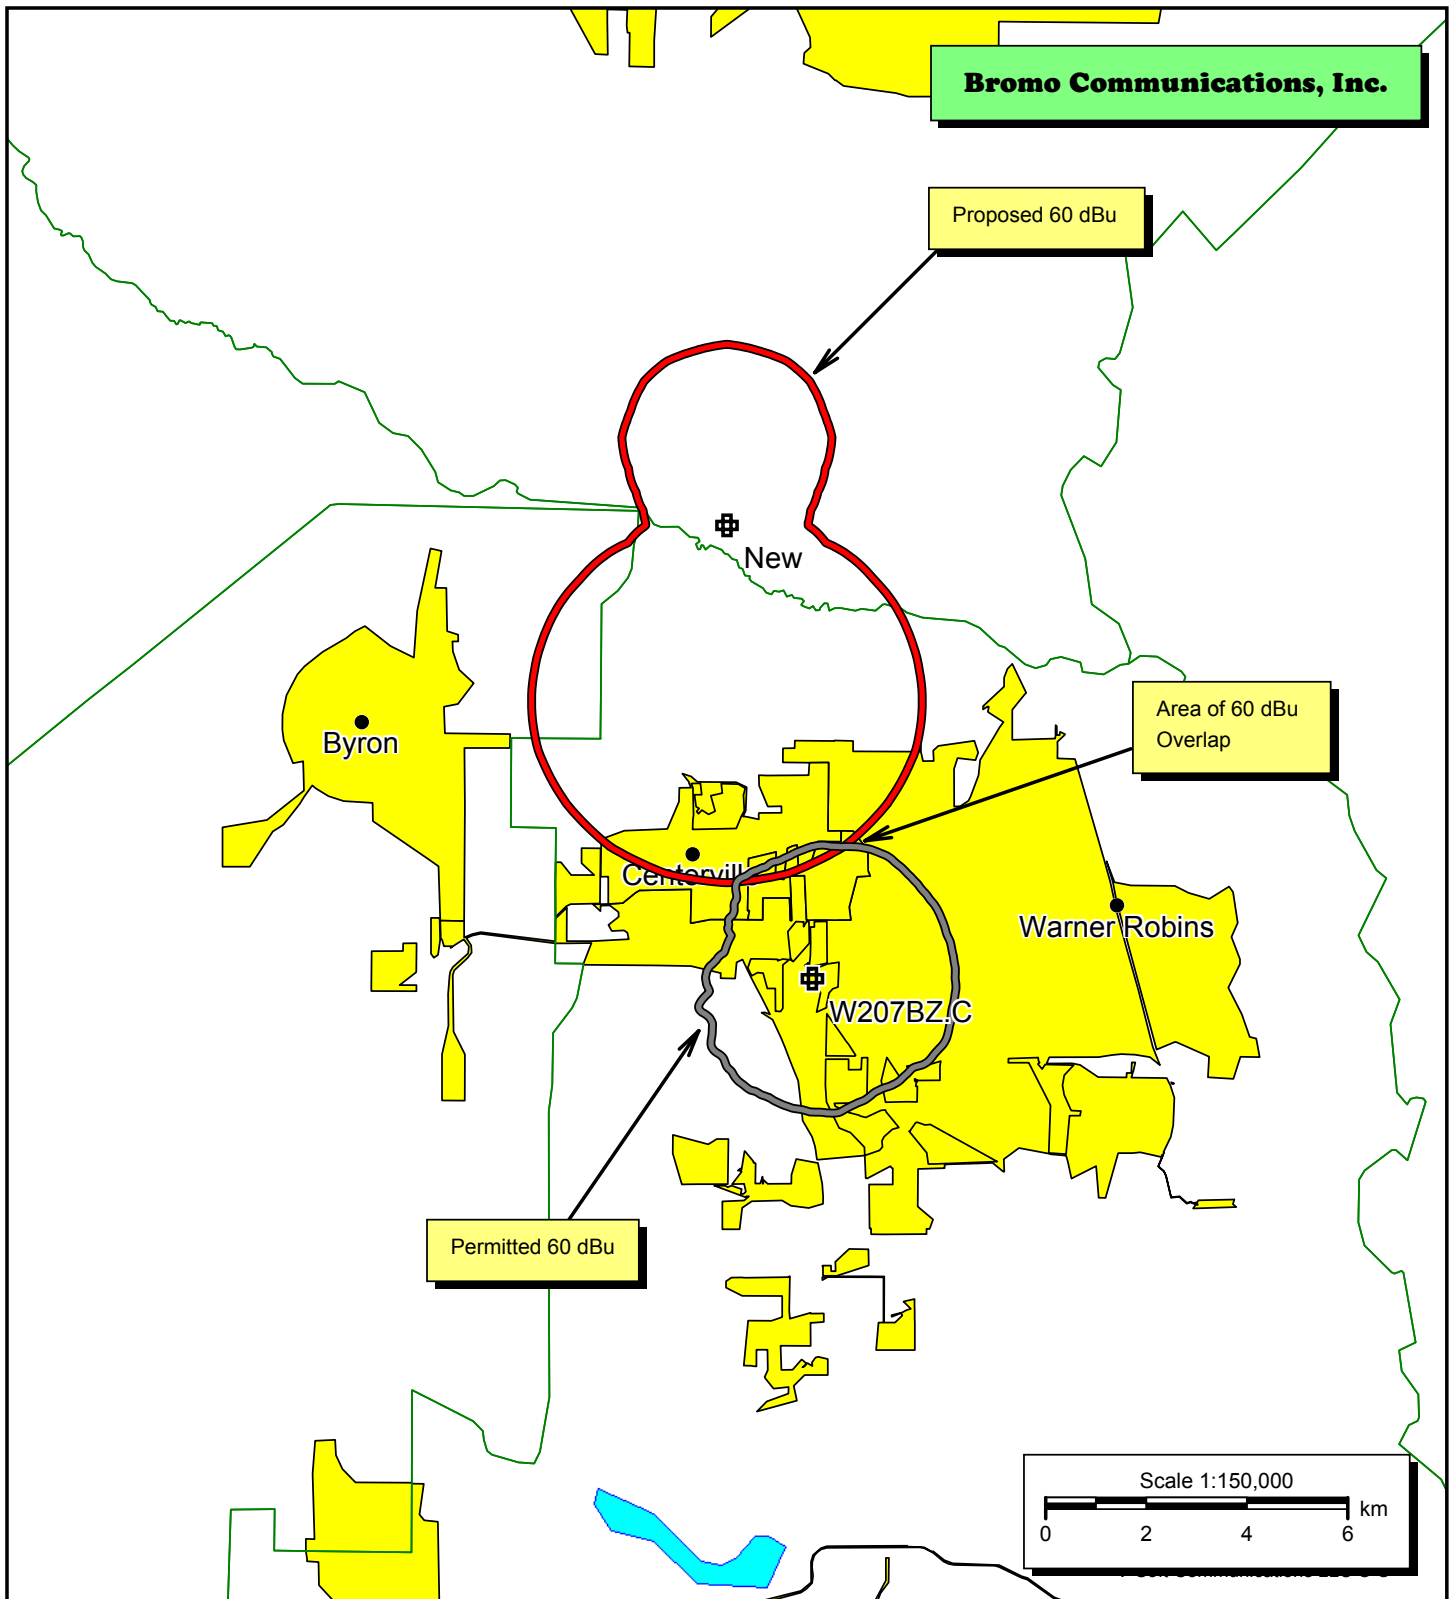 Bromo Communications, Inc.
Proposed 60 dBu
New
Area of 60 dBu
Overlap
Byron
Centerville
Warner Robins
W207BZ.C
Permitted 60 dBu
Scale 1:150,000
km
0 2 4 6